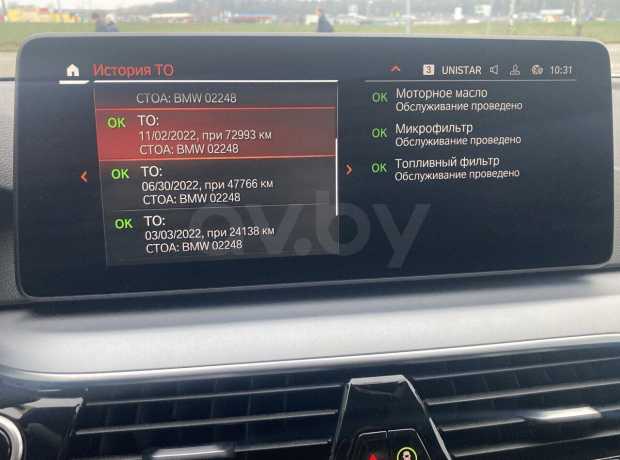 История ТО
3 UNISTAR 10:31
СТОА: BMW 02248
OK ТО:
11/02/2022, при 72993 км
СТОА: BMW 02248
OK ТО:
06/30/2022, при 47766 км
СТОА: BMW 02248
OK ТО:
03/03/2022, при 24138 км
СТОА: BMW 02248
OK Моторное масло
Обслуживание проведено
OK Микрофильтр
Обслуживание проведено
OK Топливный фильтр
Обслуживание проведено
av.by